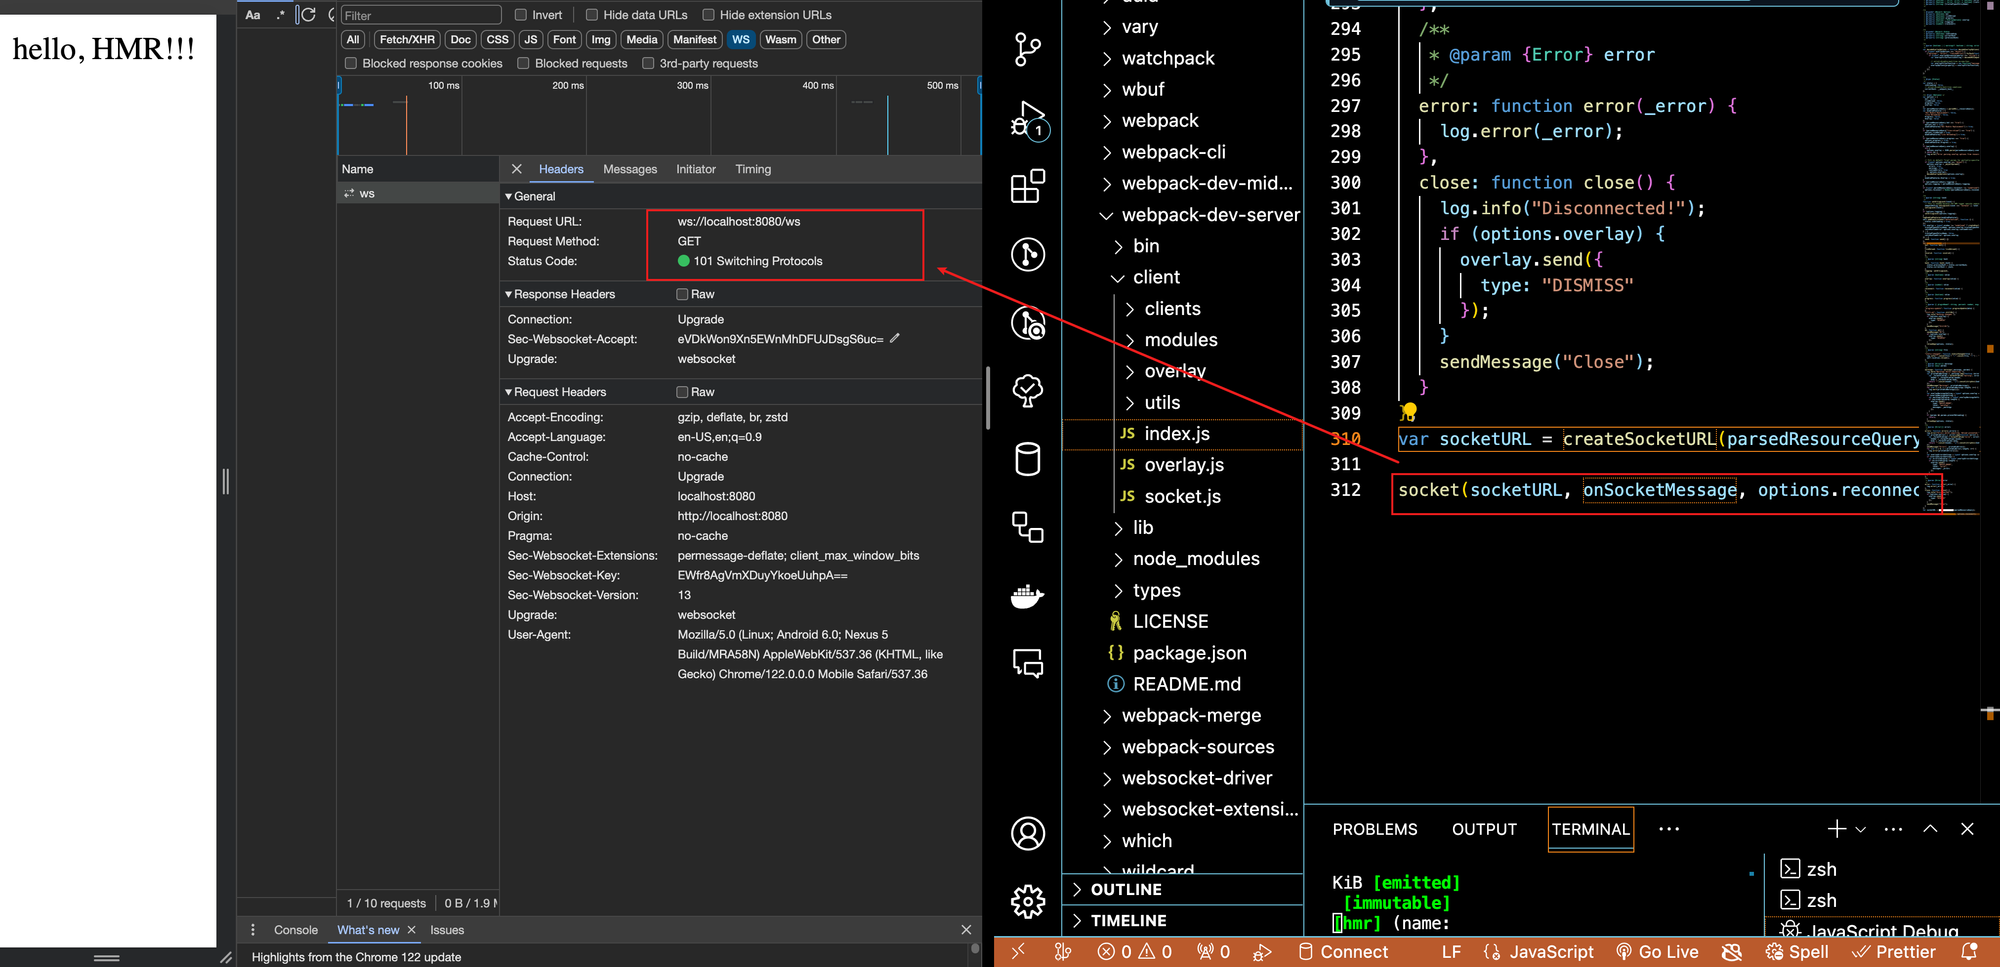 hello, HMR!!!
Aa .*
Filter
Invert
Hide data URLs
Hide extension URLs
All Fetch/XHR Doc CSS JS Font Img Media Manifest WS Wasm Other
Blocked response cookies
Blocked requests
3rd-party requests
100 ms 200 ms 300 ms 400 ms 500 ms
Name
ws
Headers Messages Initiator Timing
General
Request URL: ws://localhost:8080/ws
Request Method: GET
Status Code: 101 Switching Protocols
Response Headers Raw
Connection: Upgrade
Sec-Websocket-Accept: eVDkWon9Xn5EWnMhDFUJDsgS6uc=
Upgrade: websocket
Request Headers Raw
Accept-Encoding: gzip, deflate, br, zstd
Accept-Language: en-US,en;q=0.9
Cache-Control: no-cache
Connection: Upgrade
Host: localhost:8080
Origin: http://localhost:8080
Pragma: no-cache
Sec-Websocket-Extensions: permessage-deflate; client_max_window_bits
Sec-Websocket-Key: EWfr8AgVmXDuyYkoeUuhpA==
Sec-Websocket-Version: 13
Upgrade: websocket
User-Agent: Mozilla/5.0 (Linux; Android 6.0; Nexus 5
Build/MRA58N) AppleWebKit/537.36 (KHTML, like
Gecko) Chrome/122.0.0.0 Mobile Safari/537.36
1 / 10 requests 0 B / 1.9
Console What's new Issues
Highlights from the Chrome 122 update
1
vary
watchpack
wbuf
webpack
webpack-cli
webpack-dev-mid...
webpack-dev-server
bin
client
clients
modules
overlay
utils
JS index.js
JS overlay.js
JS socket.js
lib
node_modules
types
LICENSE
{} package.json
README.md
webpack-merge
webpack-sources
websocket-driver
websocket-extensi...
which
wildcard
OUTLINE
TIMELINE
293 },
294 /**
295 * @param {Error} error
296 */
297 error: function error(_error) {
298 log.error(_error);
299 },
300 close: function close() {
301 log.info("Disconnected!");
302 if (options.overlay) {
303 overlay.send({
304 type: "DISMISS"
305 });
306 }
307 sendMessage("Close");
308 }
309
310 var socketURL = createSocketURL(parsedResourceQuery
311
312 socket(socketURL, onSocketMessage, options.reconnec
PROBLEMS OUTPUT TERMINAL ...
KiB [emitted]
[immutable]
[hmr] (name:
zsh
zsh
JavaScript Debug
0 0 0 Connect LF {} JavaScript Go Live Spell Prettier